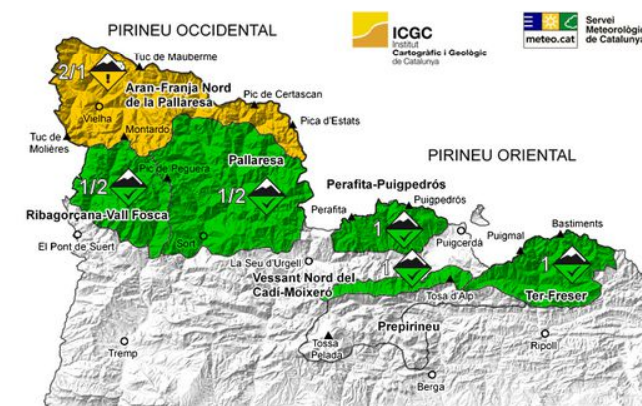 PIRINEU OCCIDENTAL
ICGC
Institut
Cartogràfic i Geològic
de Catalunya
meteo.cat
Servei
Meteorològic
de Catalunya
2/1
Tuc de Mauberme
Aran-Franja Nord
de la Pallaresa
Pic de Certascan
Vielha
Pica d'Estats
Tuc de
Molières
Montardo
Pallaresa
PIRINEU ORIENTAL
Pic de Peguera
1/2
1/2
Perafita-Puigpedrós
Puigpedrós
Ribagorçana-Vall Fosca
Perafita
1
Bastiments
Sort
Puigcerdà
Puigmal
El Pont de Suert
La Seu d'Urgell
1
1
Vessant Nord del
Cadí-Moixeró
Tosa d'Alp
Ter-Freser
Prepirineu
Tremp
Tossa
Pelada
Ripoll
Berga